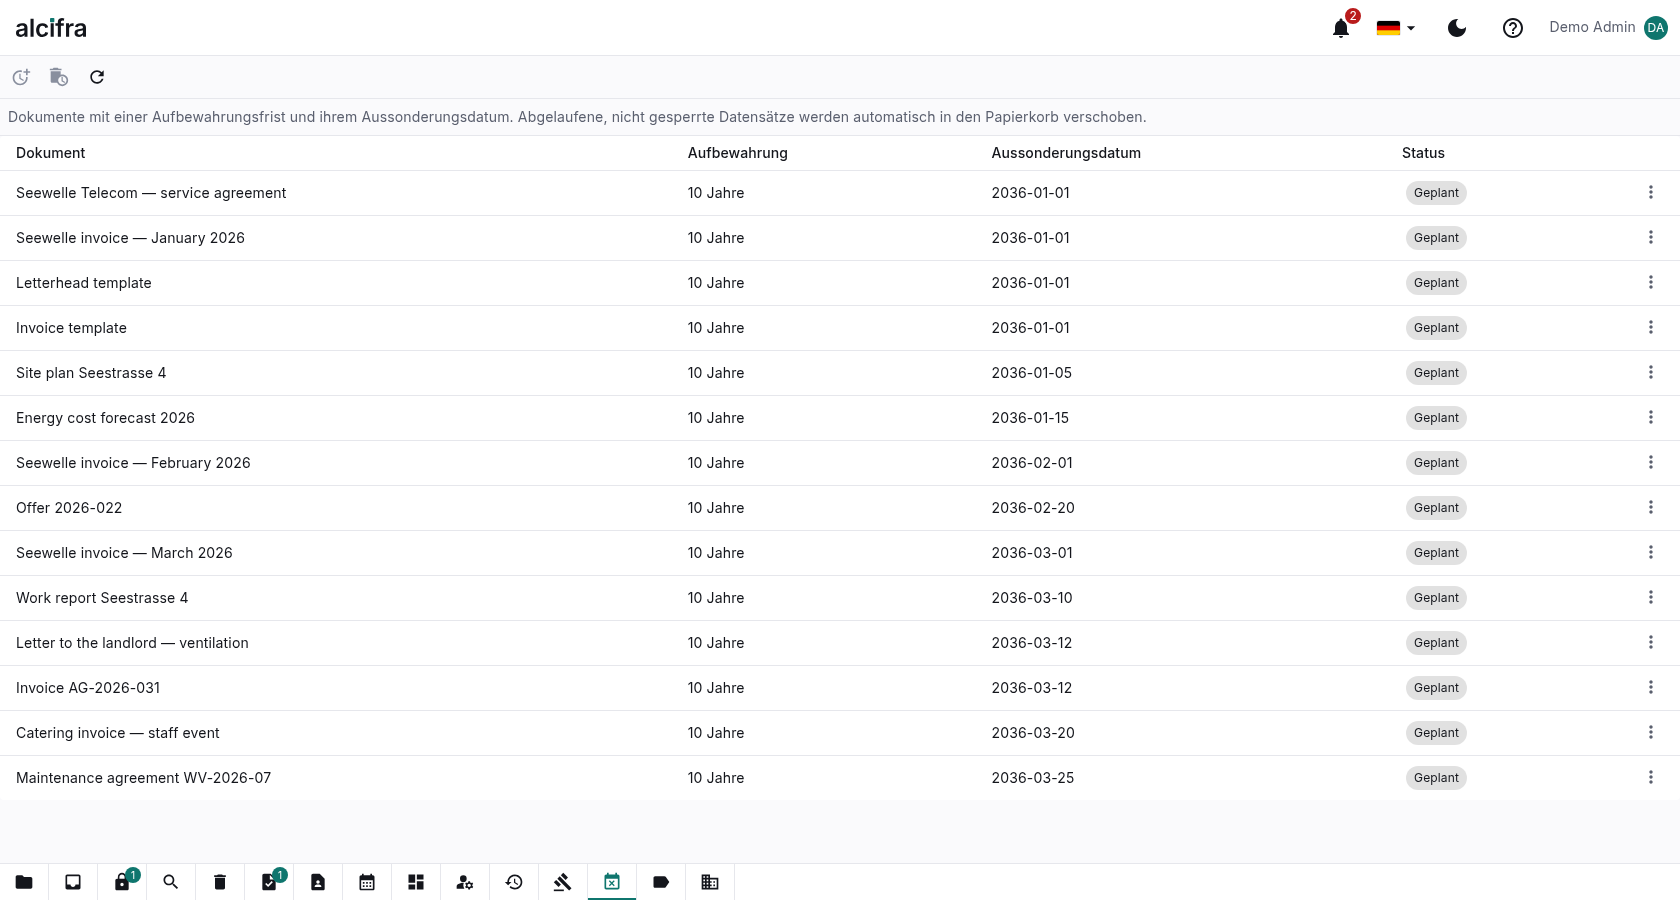 alcifra
2
Demo Admin DA
Dokumente mit einer Aufbewahrungsfrist und ihrem Aussonderungsdatum. Abgelaufene, nicht gesperrte Datensätze werden automatisch in den Papierkorb verschoben.
Dokument Aufbewahrung Aussonderungsdatum Status
Seewelle Telecom — service agreement 10 Jahre 2036-01-01 Geplant
Seewelle invoice — January 2026 10 Jahre 2036-01-01 Geplant
Letterhead template 10 Jahre 2036-01-01 Geplant
Invoice template 10 Jahre 2036-01-01 Geplant
Site plan Seestrasse 4 10 Jahre 2036-01-05 Geplant
Energy cost forecast 2026 10 Jahre 2036-01-15 Geplant
Seewelle invoice — February 2026 10 Jahre 2036-02-01 Geplant
Offer 2026-022 10 Jahre 2036-02-20 Geplant
Seewelle invoice — March 2026 10 Jahre 2036-03-01 Geplant
Work report Seestrasse 4 10 Jahre 2036-03-10 Geplant
Letter to the landlord — ventilation 10 Jahre 2036-03-12 Geplant
Invoice AG-2026-031 10 Jahre 2036-03-12 Geplant
Catering invoice — staff event 10 Jahre 2036-03-20 Geplant
Maintenance agreement WV-2026-07 10 Jahre 2036-03-25 Geplant
1 1